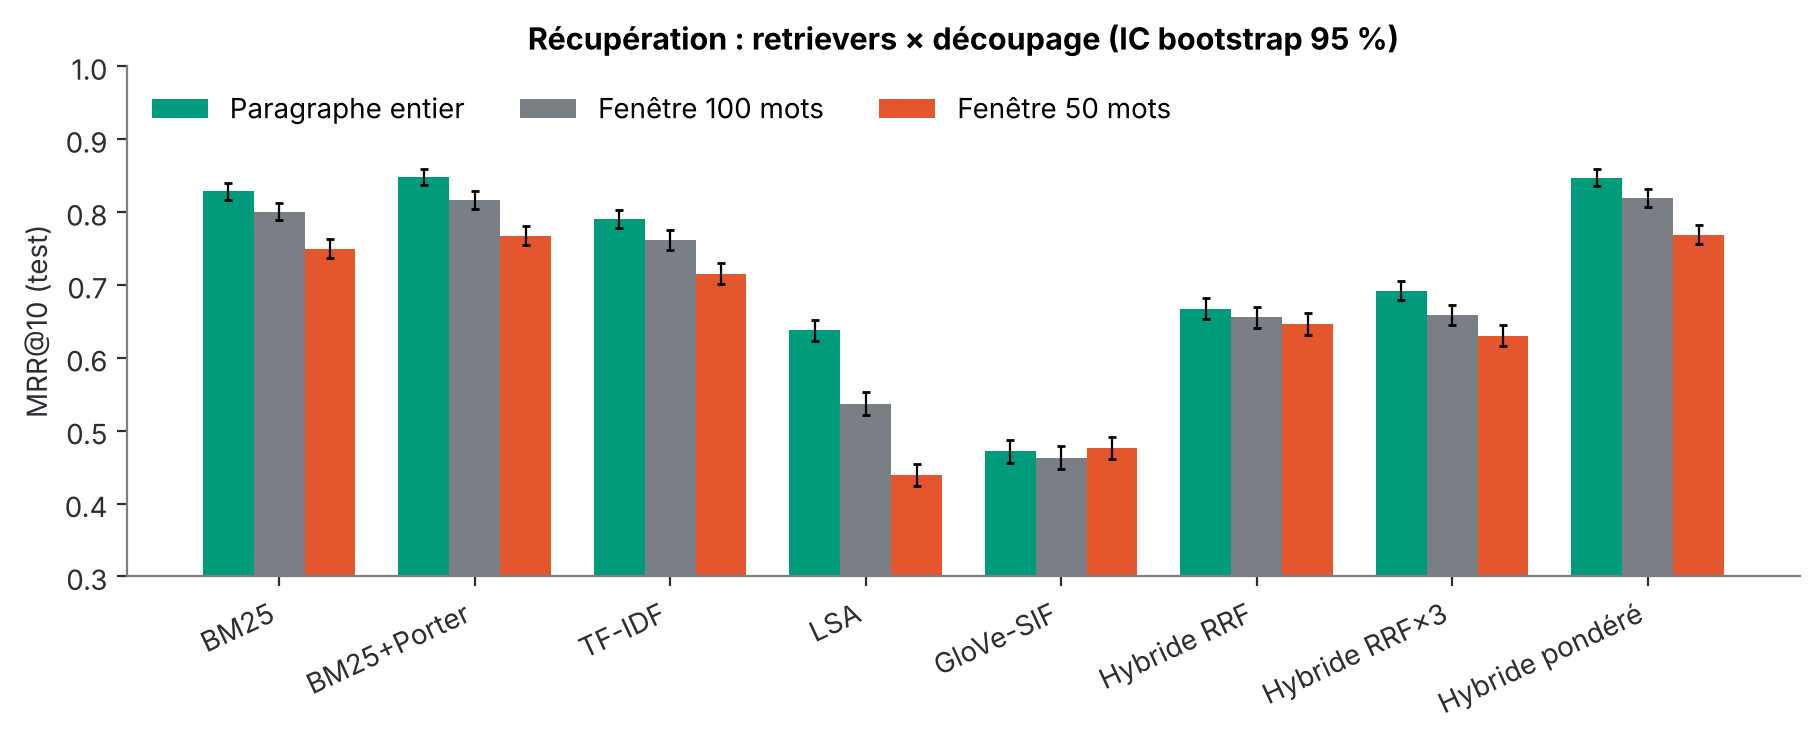 Récupération : retrievers × découpage (IC bootstrap 95 %)
Paragraphe entier
Fenêtre 100 mots
Fenêtre 50 mots
MRR@10 (test)
1.0
0.9
0.8
0.7
0.6
0.5
0.4
0.3
BM25
BM25+Porter
TF-IDF
LSA
GloVe-SIF
Hybride RRF
Hybride RRF×3
Hybride pondéré